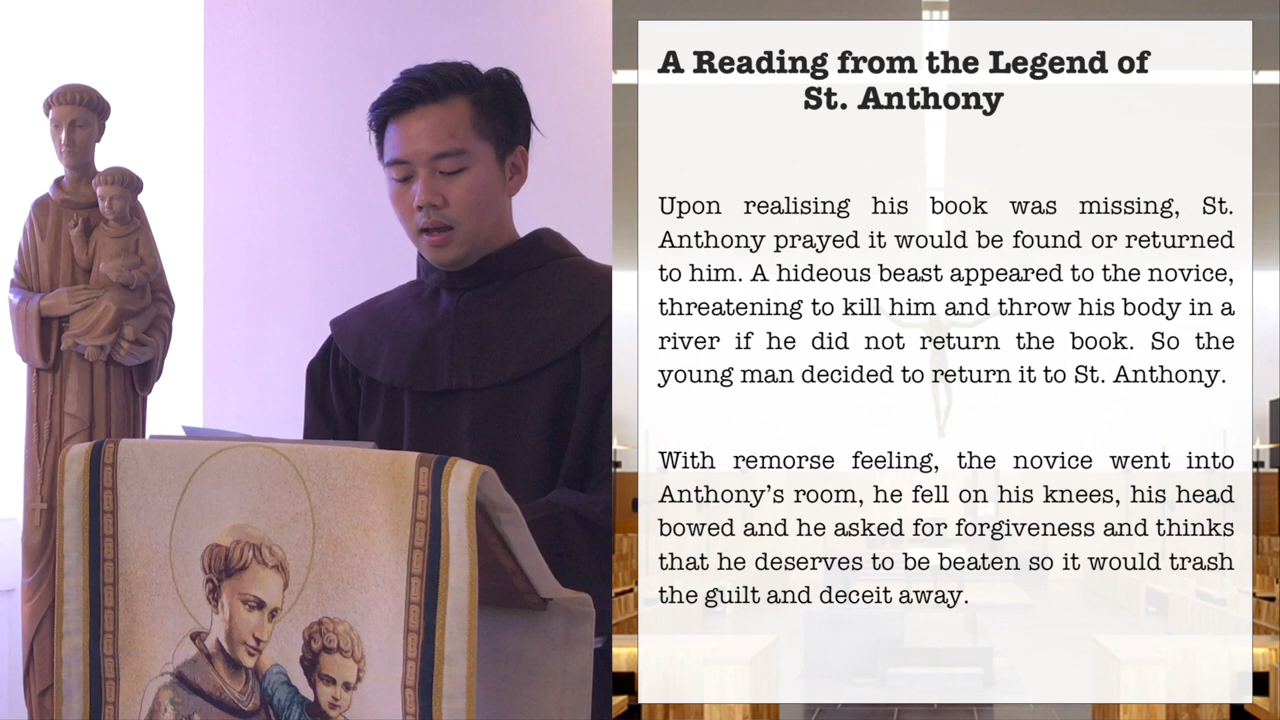 A Reading from the Legend of
St. Anthony
Upon realising his book was missing, St.
Anthony prayed it would be found or returned
to him. A hideous beast appeared to the novice,
threatening to kill him and throw his body in a
river if he did not return the book. So the
young man decided to return it to St. Anthony.
With remorse feeling, the novice went into
Anthony’s room, he fell on his knees, his head
bowed and he asked for forgiveness and thinks
that he deserves to be beaten so it would trash
the guilt and deceit away.